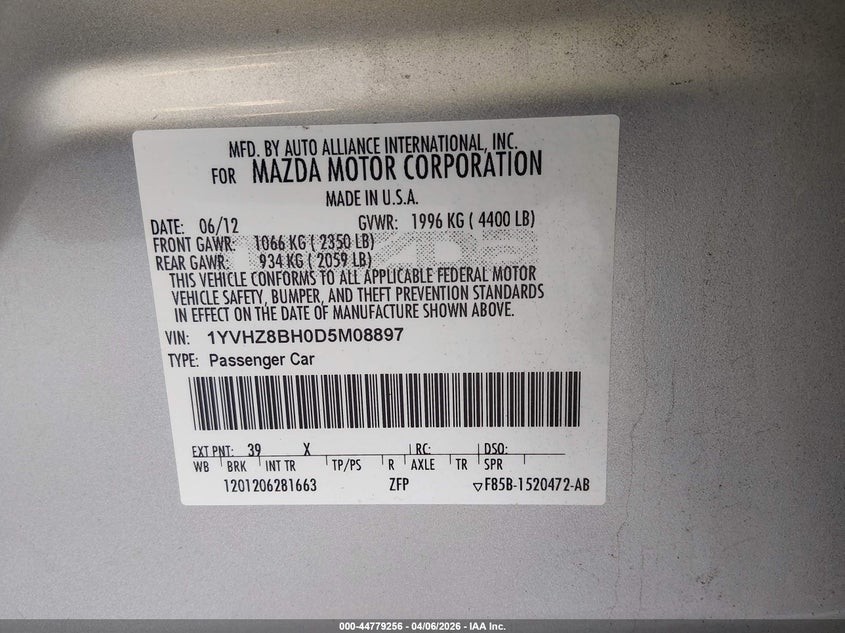 MFD. BY AUTO ALLIANCE INTERNATIONAL, INC.
FOR MAZDA MOTOR CORPORATION
MADE IN U.S.A.
DATE: 06/12 GVWR: 1996 KG ( 4400 LB)
FRONT GAWR: 1066 KG ( 2350 LB)
REAR GAWR: 934 KG ( 2059 LB)
THIS VEHICLE CONFORMS TO ALL APPLICABLE FEDERAL MOTOR
VEHICLE SAFETY, BUMPER, AND THEFT PREVENTION STANDARDS
IN EFFECT ON THE DATE OF MANUFACTURE SHOWN ABOVE.
VIN: 1YVHZ8BH0D5M08897
TYPE: Passenger Car
EXT PNT: 39 X RC: DSO:
WB BRK INT TR TP/PS R AXLE TR SPR
1201206281663 ZFP ▽F85B-1520472-AB
000-44779256 - 04/06/2026 - IAA Inc.